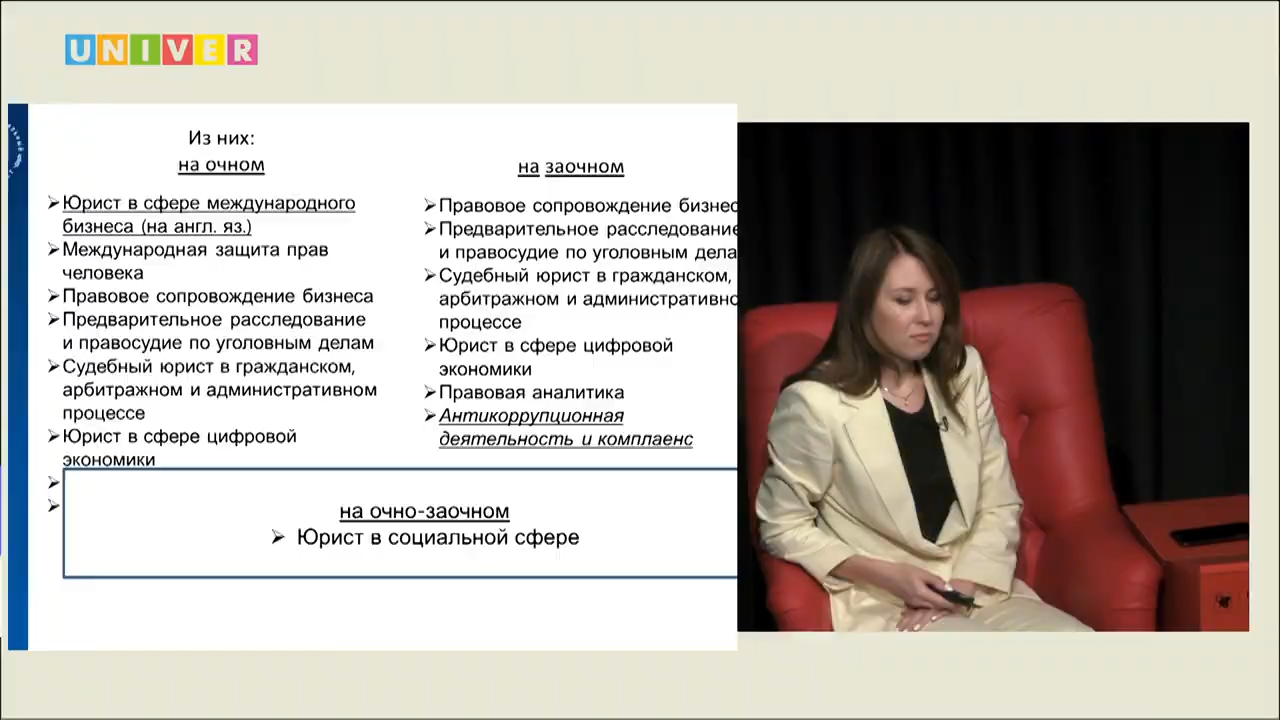 UNIVER
Из них:
на очном
➢Юрист в сфере международного
бизнеса (на англ. яз.)
➢Международная защита прав
человека
➢Правовое сопровождение бизнеса
➢Предварительное расследование
и правосудие по уголовным делам
➢Судебный юрист в гражданском,
арбитражном и административном
процессе
➢Юрист в сфере цифровой
экономики
➢
➢
на заочном
➢Правовое сопровождение бизнес
➢Предварительное расследование
и правосудие по уголовным дела
➢Судебный юрист в гражданском,
арбитражном и административно
процессе
➢Юрист в сфере цифровой
экономики
➢Правовая аналитика
➢Антикоррупционная
деятельность и комплаенс
на очно-заочном
➢ Юрист в социальной сфере